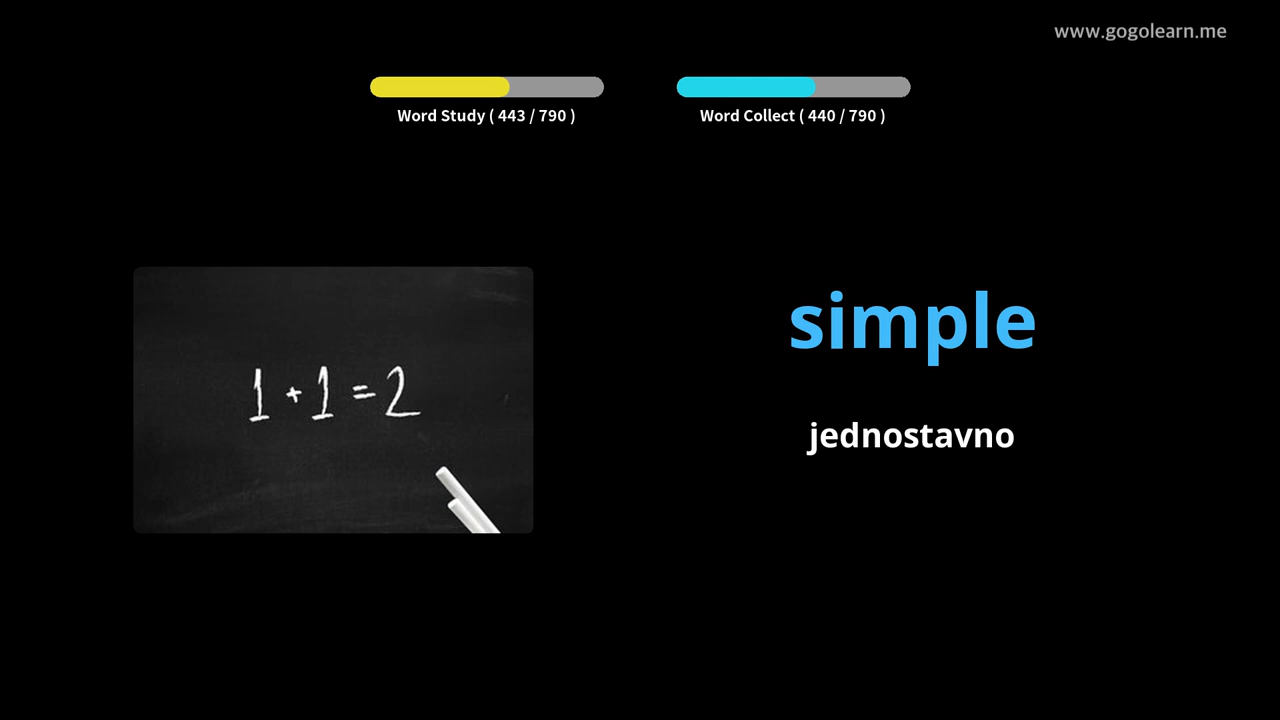 www.gogolearn.me
Word Study ( 443 / 790 )
Word Collect ( 440 / 790 )
1 + 1 = 2
simple
jednostavno